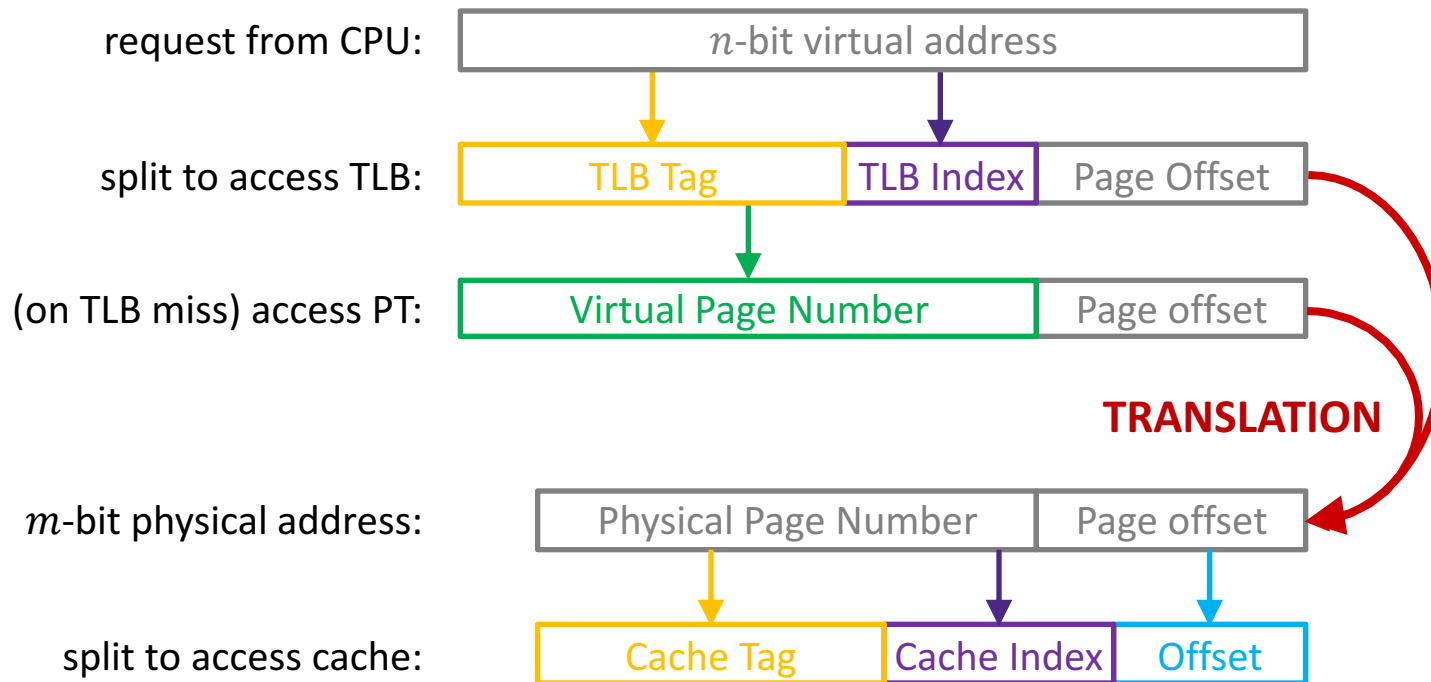 request from CPU: n-bit virtual address
split to access TLB: TLB Tag TLB Index Page Offset
(on TLB miss) access PT: Virtual Page Number Page offset
TRANSLATION
m-bit physical address: Physical Page Number Page offset
split to access cache: Cache Tag Cache Index Offset